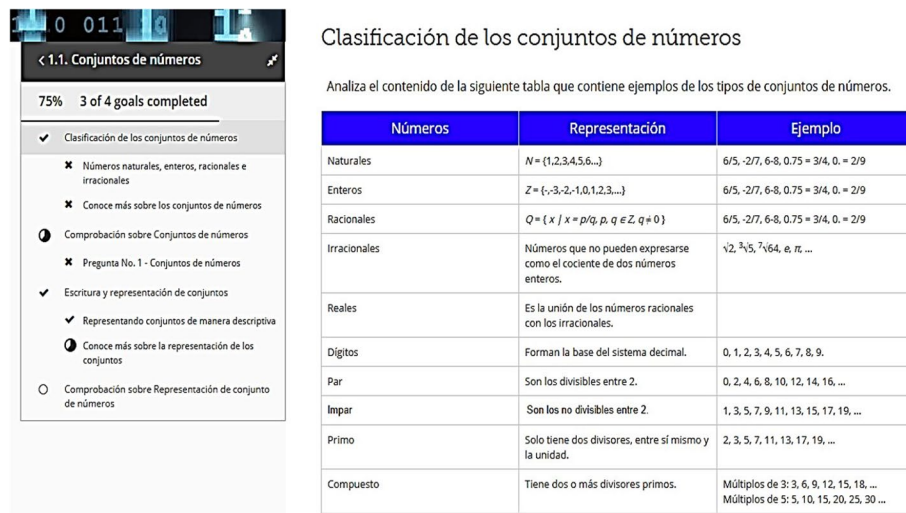 0 011
< 1.1. Conjuntos de números
75% 3 of 4 goals completed
Clasificación de los conjuntos de números
Números naturales, enteros, racionales e
irracionales
Conoce más sobre los conjuntos de números
Comprobación sobre Conjuntos de números
Pregunta No. 1 - Conjuntos de números
Escritura y representación de conjuntos
Representando conjuntos de manera descriptiva
Conoce más sobre la representación de los
conjuntos
Comprobación sobre Representación de conjunto
de números
Clasificación de los conjuntos de números
Analiza el contenido de la siguiente tabla que contiene ejemplos de los tipos de conjuntos de números.
Números Representación Ejemplo
Naturales N = {1,2,3,4,5,6...} 6/5, -2/7, 6-8, 0.75 = 3/4, 0. = 2/9
Enteros Z = {-,-3,-2,-1,0,1,2,3,...} 6/5, -2/7, 6-8, 0.75 = 3/4, 0. = 2/9
Racionales Q = { x / x = p/q, p, q ∈ Z, q ≠ 0 } 6/5, -2/7, 6-8, 0.75 = 3/4, 0. = 2/9
Irracionales Números que no pueden expresarse √2, ³√5, ⁷√64, e, π, ...
como el cociente de dos números
enteros.
Reales Es la unión de los números racionales
con los irracionales.
Dígitos Forman la base del sistema decimal. 0, 1, 2, 3, 4, 5, 6, 7, 8, 9.
Par Son los divisibles entre 2. 0, 2, 4, 6, 8, 10, 12, 14, 16, ...
Impar Son los no divisibles entre 2. 1, 3, 5, 7, 9, 11, 13, 15, 17, 19, ...
Primo Solo tiene dos divisores, entre sí mismo y 2, 3, 5, 7, 11, 13, 17, 19, ...
la unidad.
Compuesto Tiene dos o más divisores primos. Múltiplos de 3: 3, 6, 9, 12, 15, 18, ...
Múltiplos de 5: 5, 10, 15, 20, 25, 30 ...